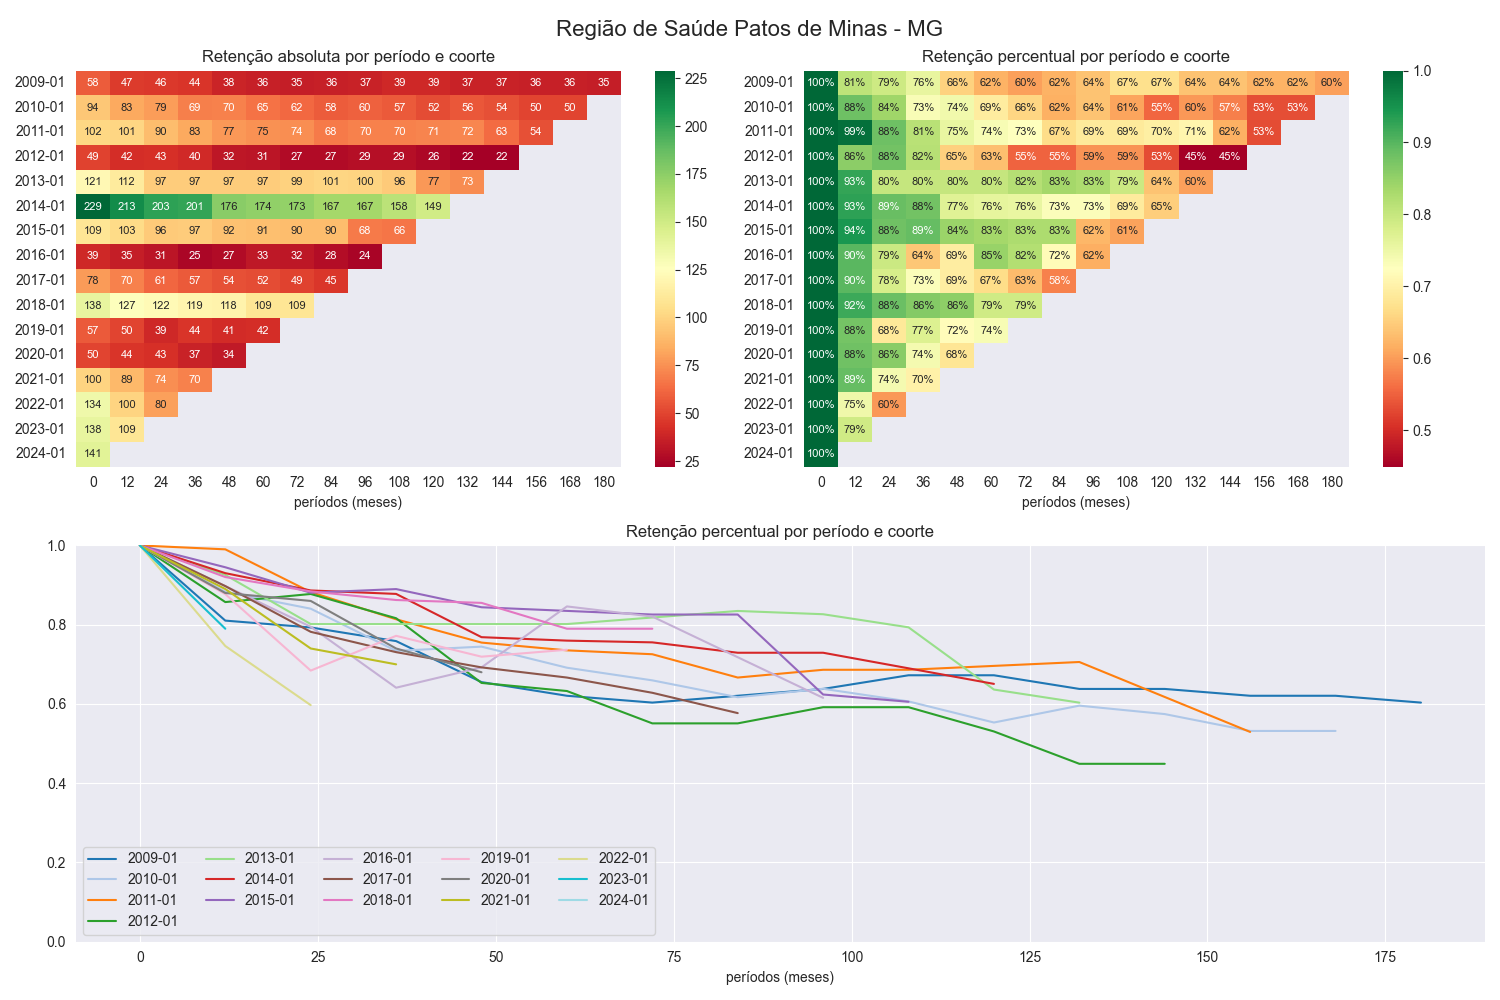 Região de Saúde Patos de Minas - MG
Retenção absoluta por período e coorte
2009-01 58 47 46 44 38 36 35 36 37 39 39 37 37 36 36 35
2010-01 94 83 79 69 70 65 62 58 60 57 52 56 54 50 50
2011-01 102 101 90 83 77 75 74 68 70 70 71 72 63 54
2012-01 49 42 43 40 32 31 27 27 29 29 26 22 22
2013-01 121 112 97 97 97 97 99 101 100 96 77 73
2014-01 229 213 203 201 176 174 173 167 167 158 149
2015-01 109 103 96 97 92 91 90 90 68 66
2016-01 39 35 31 25 27 33 32 28 24
2017-01 78 70 61 57 54 52 49 45
2018-01 138 127 122 119 118 109 109
2019-01 57 50 39 44 41 42
2020-01 50 44 43 37 34
2021-01 100 89 74 70
2022-01 134 100 80
2023-01 138 109
2024-01 141
0 12 24 36 48 60 72 84 96 108 120 132 144 156 168 180
períodos (meses)
225
200
175
150
125
100
75
50
25
Retenção percentual por período e coorte
2009-01 100% 81% 79% 76% 66% 62% 60% 62% 64% 67% 67% 64% 64% 62% 62% 60%
2010-01 100% 88% 84% 73% 74% 69% 66% 62% 64% 61% 55% 60% 57% 53% 53%
2011-01 100% 99% 88% 81% 75% 74% 73% 67% 69% 69% 70% 71% 62% 53%
2012-01 100% 86% 88% 82% 65% 63% 55% 55% 59% 59% 53% 45% 45%
2013-01 100% 93% 80% 80% 80% 80% 82% 83% 83% 79% 64% 60%
2014-01 100% 93% 89% 88% 77% 76% 76% 73% 73% 69% 65%
2015-01 100% 94% 88% 89% 84% 83% 83% 83% 62% 61%
2016-01 100% 90% 79% 64% 69% 85% 82% 72% 62%
2017-01 100% 90% 78% 73% 69% 67% 63% 58%
2018-01 100% 92% 88% 86% 86% 79% 79%
2019-01 100% 88% 68% 77% 72% 74%
2020-01 100% 88% 86% 74% 68%
2021-01 100% 89% 74% 70%
2022-01 100% 75% 60%
2023-01 100% 79%
2024-01 100%
0 12 24 36 48 60 72 84 96 108 120 132 144 156 168 180
períodos (meses)
1.0
0.9
0.8
0.7
0.6
0.5
Retenção percentual por período e coorte
1.0
0.8
0.6
0.4
0.2
0.0
2009-01 2013-01 2016-01 2019-01 2022-01
2010-01 2014-01 2017-01 2020-01 2023-01
2011-01 2015-01 2018-01 2021-01 2024-01
2012-01
0 25 50 75 100 125 150 175
períodos (meses)